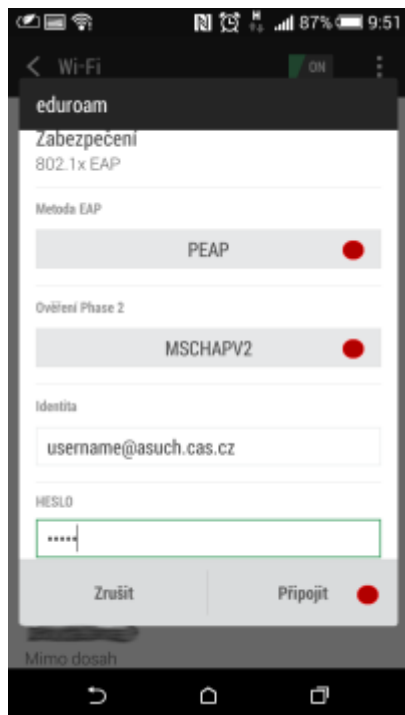 87% 9:51
Wi-Fi ON
eduroam
Zabezpečení
802.1x EAP
Metoda EAP
PEAP
Ověření Phase 2
MSCHAPV2
Identita
username@asuch.cas.cz
HESLO
•••••
Zrušit Připojit
Mimo dosah